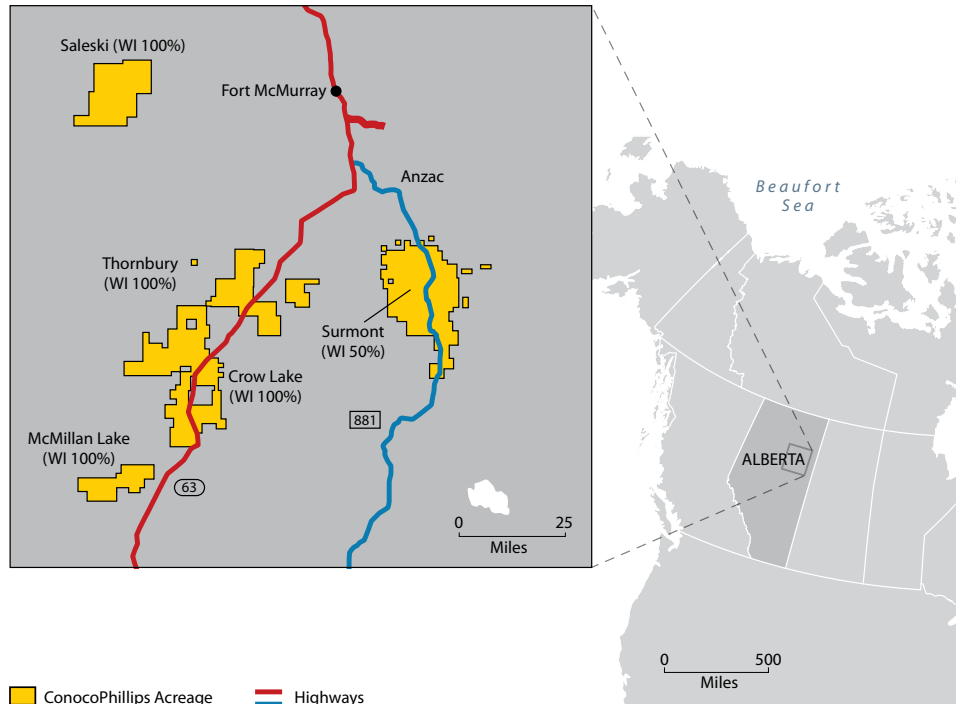 Saleski (WI 100%)
Fort McMurray
Anzac
Thornbury
(WI 100%)
Surmont
(WI 50%)
Crow Lake
(WI 100%)
881
McMillan Lake
(WI 100%)
63
0 25
Miles
Beaufort
Sea
ALBERTA
0 500
Miles
ConocoPhillips Acreage
Highways